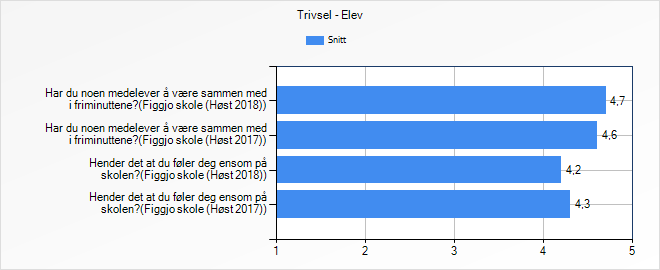 Trivsel - Elev
Snitt
Har du noen medelever å være sammen med
i friminuttene?(Figgjo skole (Høst 2018))
4,7
Har du noen medelever å være sammen med
i friminuttene?(Figgjo skole (Høst 2017))
4,6
Hender det at du føler deg ensom på
skolen?(Figgjo skole (Høst 2018))
4,2
Hender det at du føler deg ensom på
skolen?(Figgjo skole (Høst 2017))
4,3
1 2 3 4 5